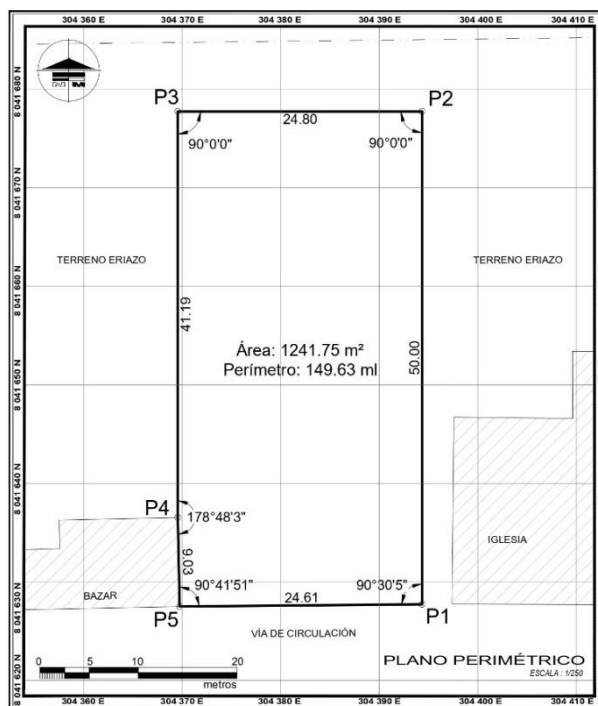 304 360 304 370 304 380 304 390 304 400 304 410
8 041 680 N
8 041 670 N
8 041 660 N
8 041 650 N
8 041 640 N
8 041 630 N
8 041 620 N
P3 P2
24.80
90°0'0" 90°0'0"
TERRENO ERIAZO TERRENO ERIAZO
41.19
50.00
Área: 1241.75 m²
Perímetro: 149.63 ml
P4 178°48'3"
9.03
IGLESIA
BAZAR
90°41'51" 90°30'5"
24.61
P5 P1
VÍA DE CIRCULACIÓN
0 5 10 20
metros
PLANO PERIMÉTRICO
ESCALA : 1/250
304 360 304 370 304 380 304 390 304 400 304 410